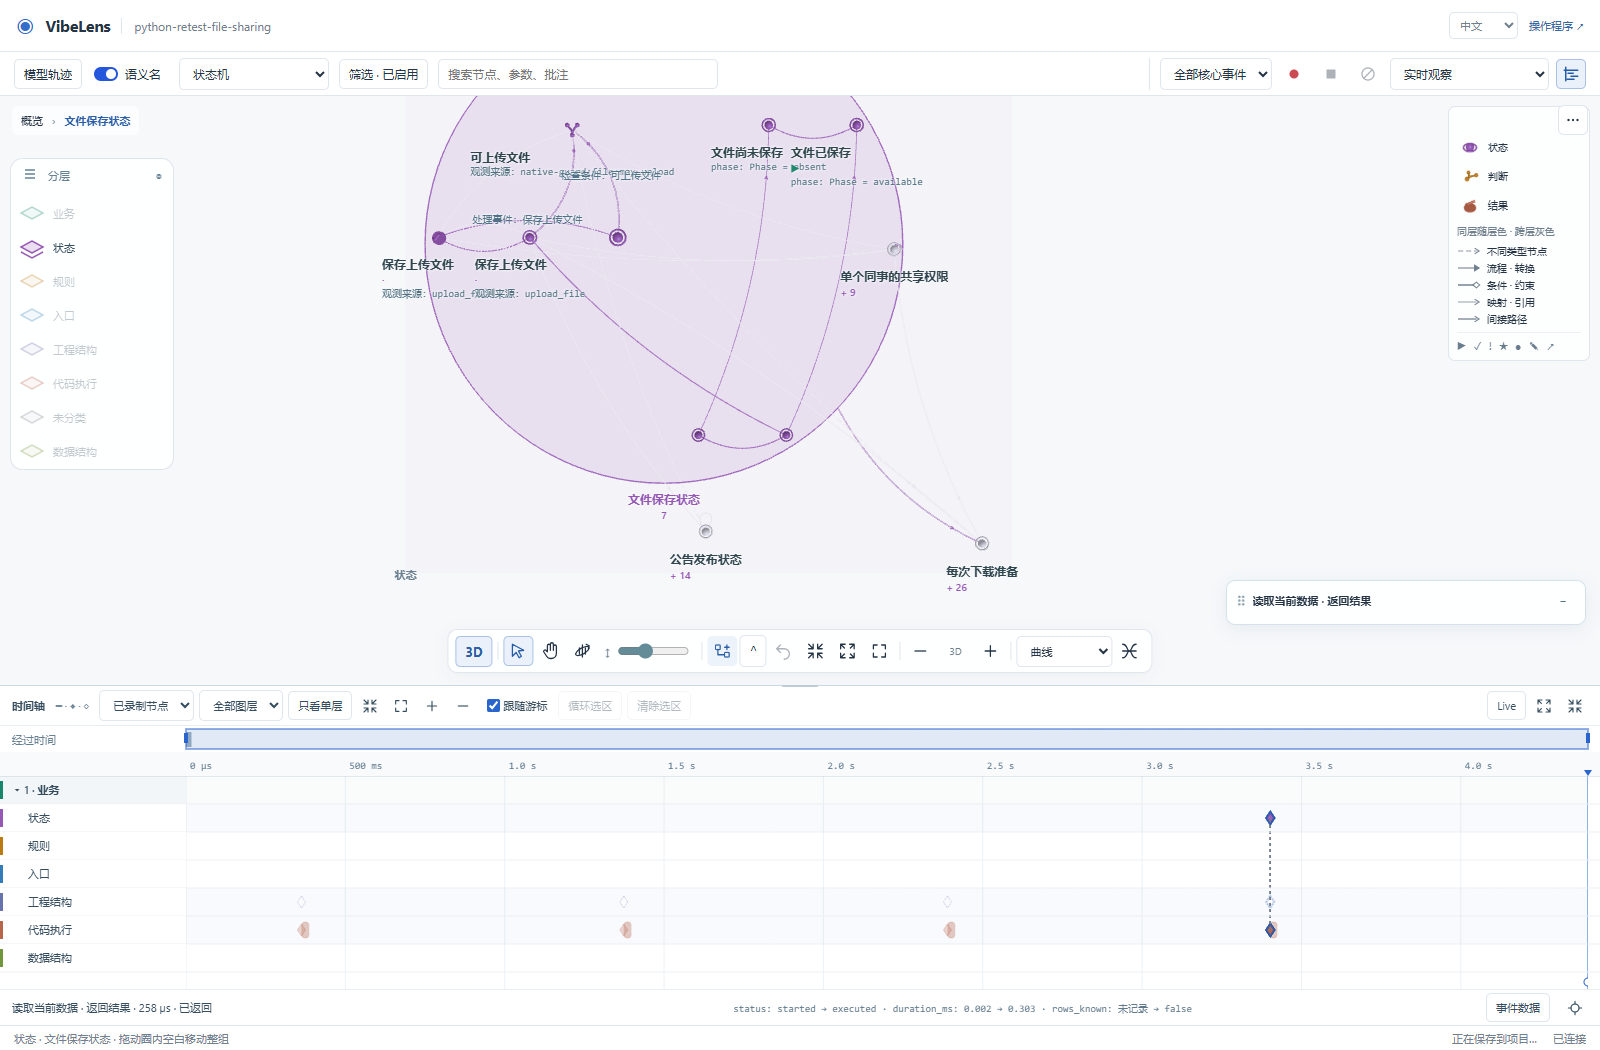 VibeLens
python-retest-file-sharing
中文
操作程序 ↗
模型轨迹
语义名
状态机
筛选 · 已启用
搜索节点、参数、批注
全部核心事件
实时观察
概览 › 文件保存状态
分层
业务
状态
规则
入口
工程结构
代码执行
未分类
数据结构
可上传文件
处理事件: 保存上传文件
保存上传文件
观测来源: upload_f
保存上传文件
观测来源: upload_file
文件尚未保存
phase: Phase = absent
文件已保存
phase: Phase = available
单个同事的共享权限
+ 9
文件保存状态
7
公告发布状态
+ 14
每次下载准备
+ 26
状态
...
状态
判断
结果
同层随层色 · 跨层灰色
不同类型节点
流程 · 转换
条件 · 约束
映射 · 引用
间接路径
读取当前数据 · 返回结果
3D
3D
曲线
时间轴
已录制节点
全部图层
只看单层
跟随游标
循环选区
清除选区
Live
经过时间
0 µs
500 ms
1.0 s
1.5 s
2.0 s
2.5 s
3.0 s
3.5 s
4.0 s
1 · 业务
状态
规则
入口
工程结构
代码执行
数据结构
读取当前数据 · 返回结果 · 258 µs · 已返回
status: started → executed · duration_ms: 0.002 → 0.303 · rows_known: 未记录 → false
事件数据
状态 · 文件保存状态 · 拖动圈内空白移动整组
正在保存到项目...
已连接